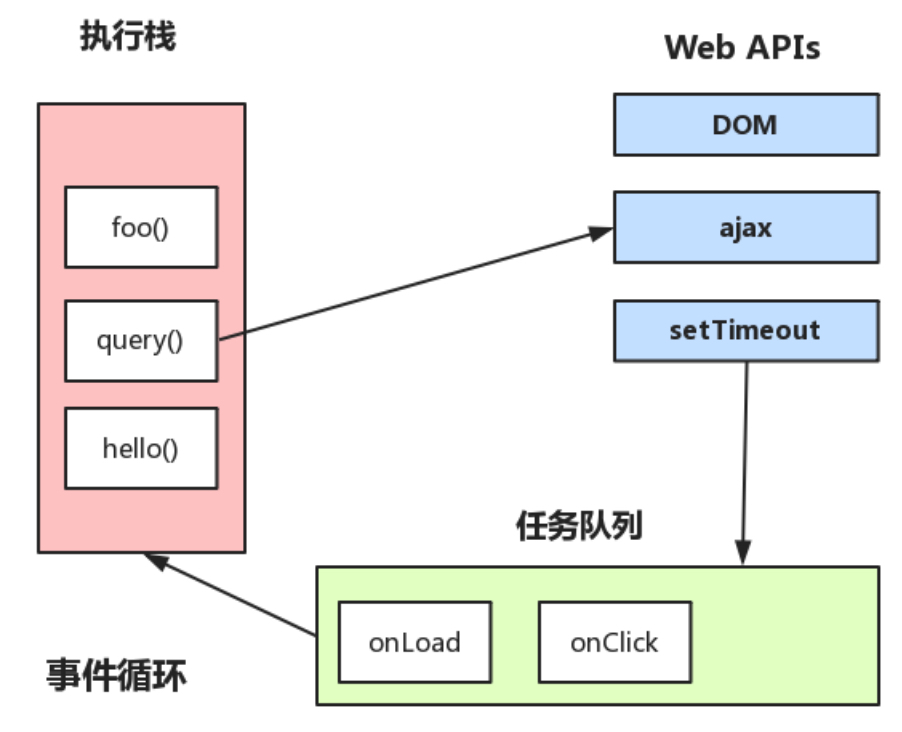 执行栈
Web APIs
DOM
foo()
ajax
query()
setTimeout
hello()
任务队列
onLoad
onClick
事件循环